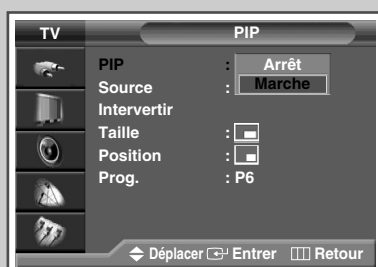 TV PIP
PIP : Arrêt
Source : Marche
Intervertir
Taille :
Position :
Prog. : P6
Déplacer Entrer Retour